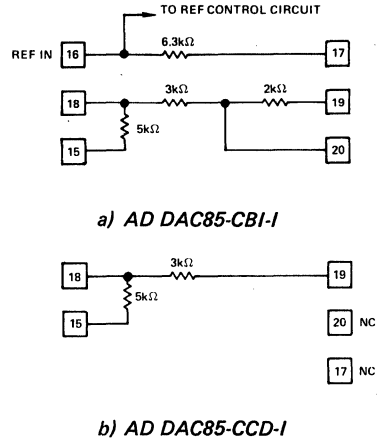 TO REF CONTROL CIRCUIT
6.3kΩ
REF IN 16 17
3kΩ 2kΩ
18 19
5kΩ
15 20
a) AD DAC85-CBI-I
3kΩ
18 19
5kΩ
15 20 NC
17 NC
b) AD DAC85-CCD-I